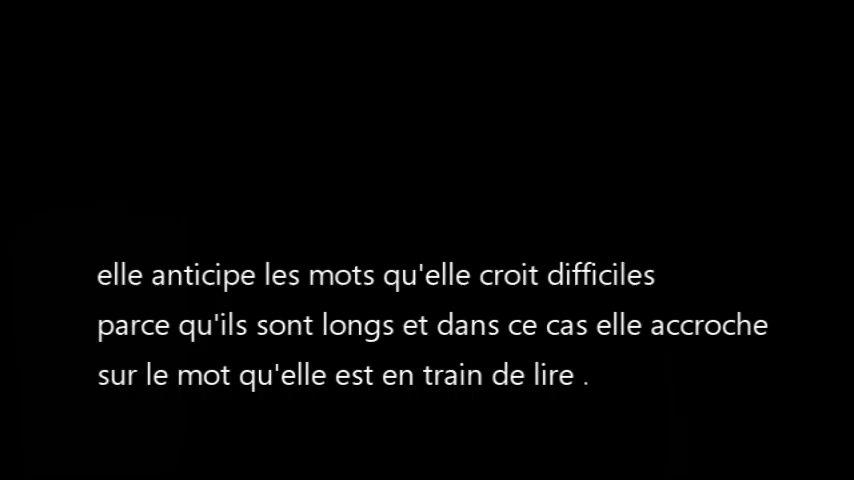 elle anticipe les mots qu'elle croit difficiles
parce qu'ils sont longs et dans ce cas elle accroche
sur le mot qu'elle est en train de lire .